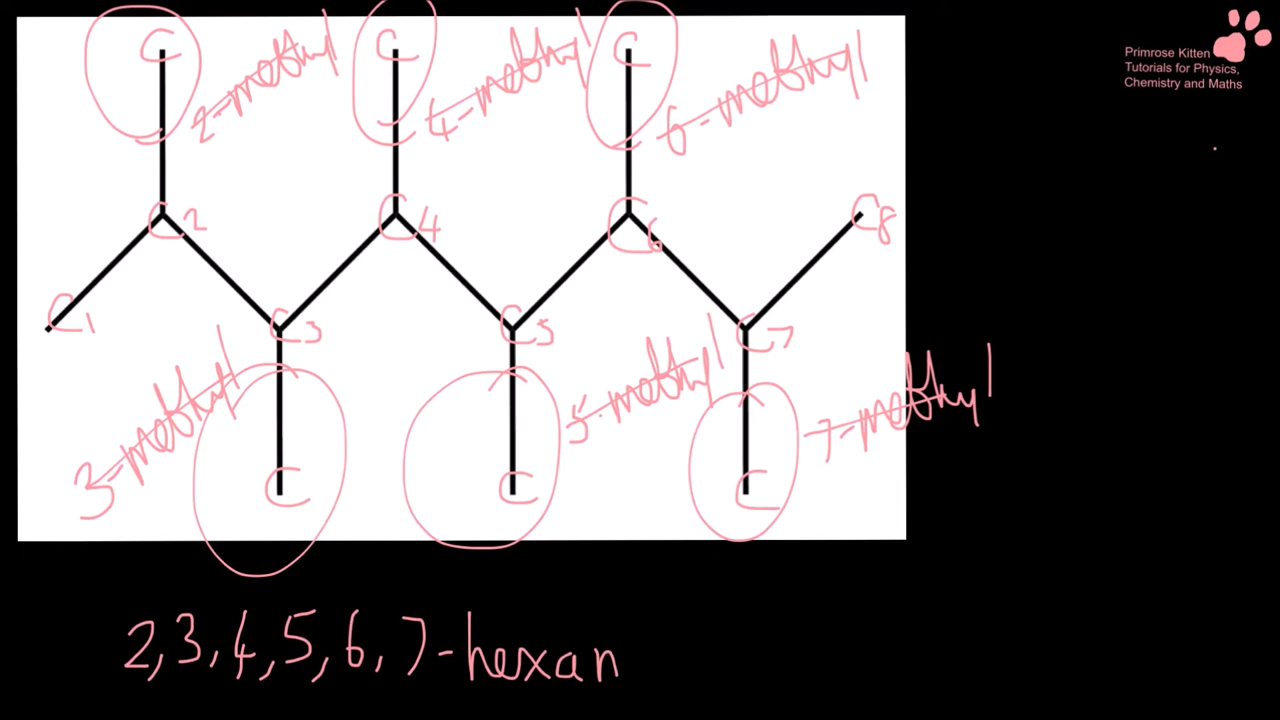 Primrose Kitten
Tutorials for Physics,
Chemistry and Maths
C C C
2-methyl 4-methyl 6-methyl
C2 C4 C6 C8
C1 C3 C5 C7
3-methyl 5-methyl 7-methyl
C C C
2,3,4,5,6,7-hexan